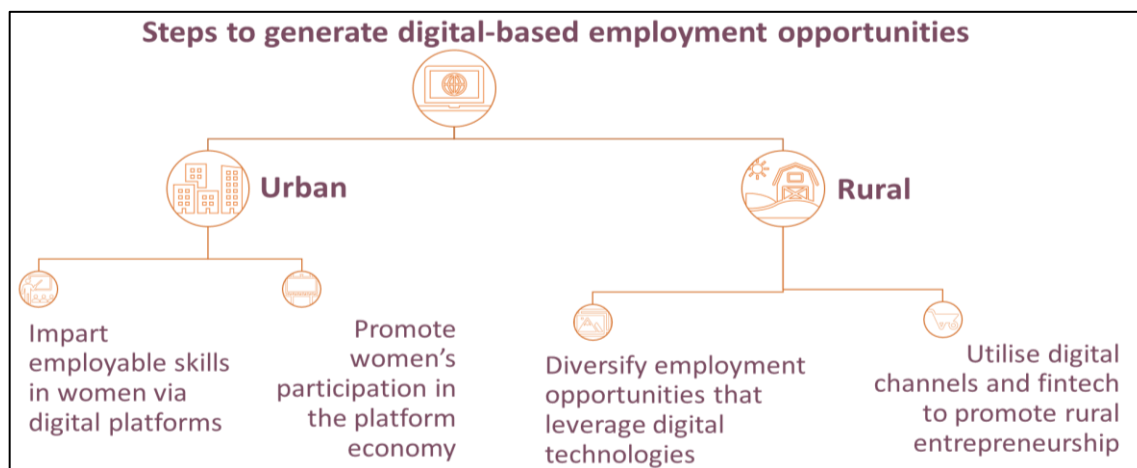 Steps to generate digital-based employment opportunities
Urban
Rural
Impart
employable skills
in women via
digital platforms
Promote
women’s
participation in
the platform
economy
Diversify employment
opportunities that
leverage digital
technologies
Utilise digital
channels and fintech
to promote rural
entrepreneurship